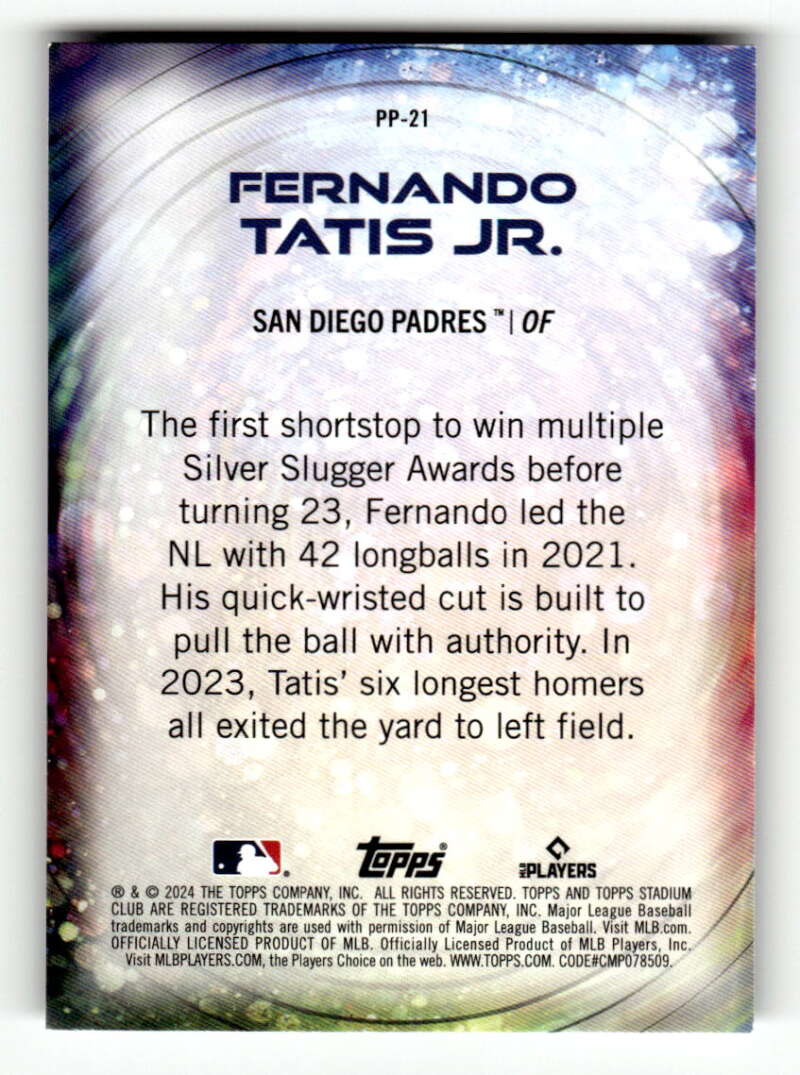 PP-21
FERNANDO
TATIS JR.
SAN DIEGO PADRES™ | OF
The first shortstop to win multiple
Silver Slugger Awards before
turning 23, Fernando led the
NL with 42 longballs in 2021.
His quick-wristed cut is built to
pull the ball with authority. In
2023, Tatis’ six longest homers
all exited the yard to left field.
® topps® MLB PLAYERS
® & © 2024 THE TOPPS COMPANY, INC. ALL RIGHTS RESERVED. TOPPS AND TOPPS STADIUM
CLUB ARE REGISTERED TRADEMARKS OF THE TOPPS COMPANY, INC. Major League Baseball
trademarks and copyrights are used with permission of Major League Baseball. Visit MLB.com.
OFFICIALLY LICENSED PRODUCT OF MLB. Officially Licensed Product of MLB Players, Inc.
Visit MLBPLAYERS.COM, the Players Choice on the web. WWW.TOPPS.COM. CODE#CMP078509.